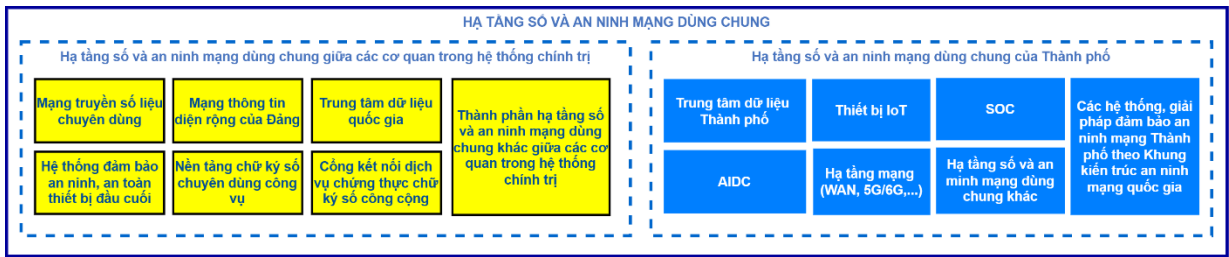 HẠ TẦNG SỐ VÀ AN NINH MẠNG DÙNG CHUNG
Hạ tầng số và an ninh mạng dùng chung giữa các cơ quan trong hệ thống chính trị
Mạng truyền số liệu
chuyên dùng
Mạng thông tin
diện rộng của Đảng
Trung tâm dữ liệu
quốc gia
Thành phần hạ tầng số
và an ninh mạng dùng
chung khác giữa các cơ
quan trong hệ thống
chính trị
Hệ thống đảm bảo
an ninh, an toàn
thiết bị đầu cuối
Nền tảng chữ ký số
chuyên dùng công
vụ
Cổng kết nối dịch
vụ chứng thực chữ
ký số công cộng
Hạ tầng số và an ninh mạng dùng chung của Thành phố
Trung tâm dữ liệu
Thành phố
Thiết bị IoT
SOC
Các hệ thống, giải
pháp đảm bảo an
ninh mạng Thành
phố theo Khung
kiến trúc an ninh
mạng quốc gia
AIDC
Hạ tầng mạng
(WAN, 5G/6G,...)
Hạ tầng số và an
minh mạng dùng
chung khác